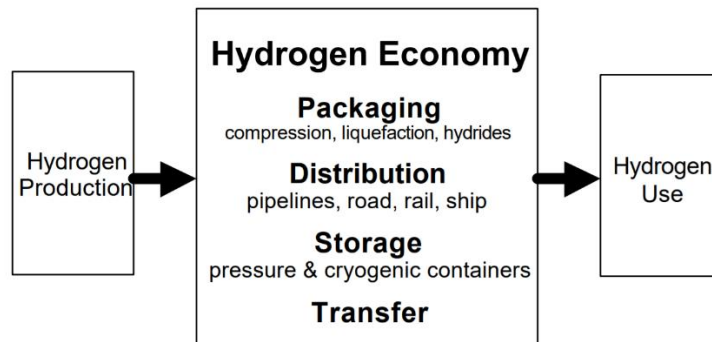 Hydrogen Economy
Hydrogen
Production
Packaging
compression, liquefaction, hydrides
Distribution
pipelines, road, rail, ship
Storage
pressure & cryogenic containers
Transfer
Hydrogen
Use